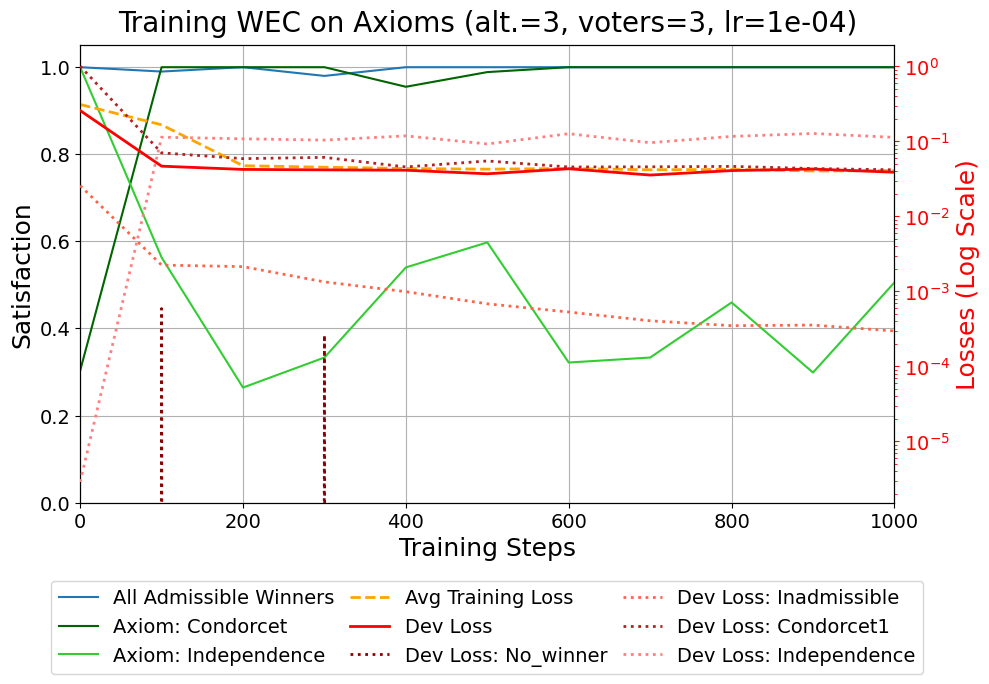 Training WEC on Axioms (alt.=3, voters=3, lr=1e-04)
Satisfaction
1.0
0.8
0.6
0.4
0.2
0.0
0 200 400 600 800 1000
Training Steps
10⁰
10⁻¹
10⁻²
10⁻³
10⁻⁴
10⁻⁵
Losses (Log Scale)
All Admissible Winners
Axiom: Condorcet
Axiom: Independence
Avg Training Loss
Dev Loss
Dev Loss: No_winner
Dev Loss: Inadmissible
Dev Loss: Condorcet1
Dev Loss: Independence